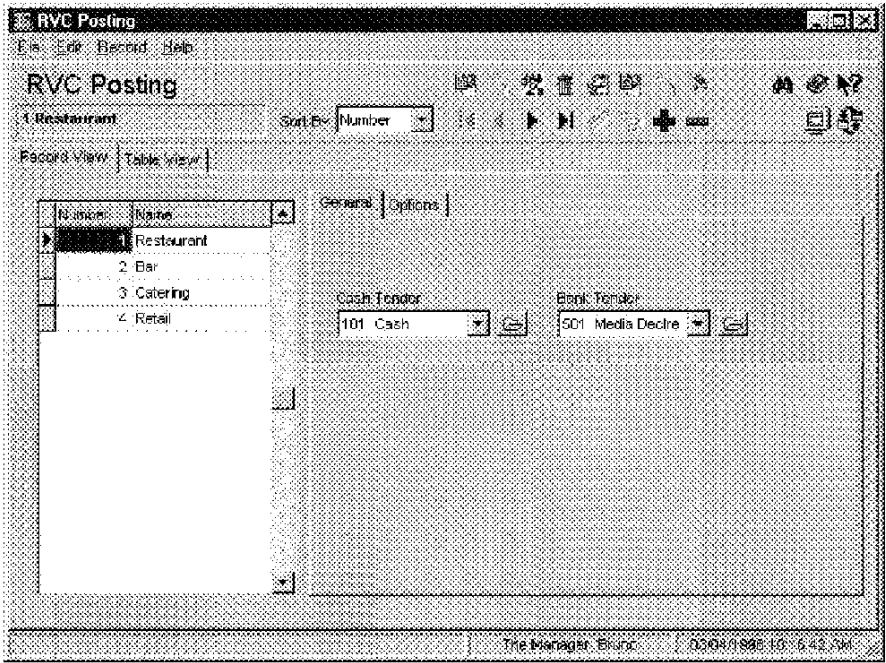 RVC Posting
File Edit Record Help
RVC Posting
1 Restaurant
Sort By Number
Record View Table View
General Options
Number Name
1 Restaurant
2 Bar
3 Catering
4 Retail
Cash Tender Bank Tender
101 Cash 501 Media Declre
The Manager, Bruno